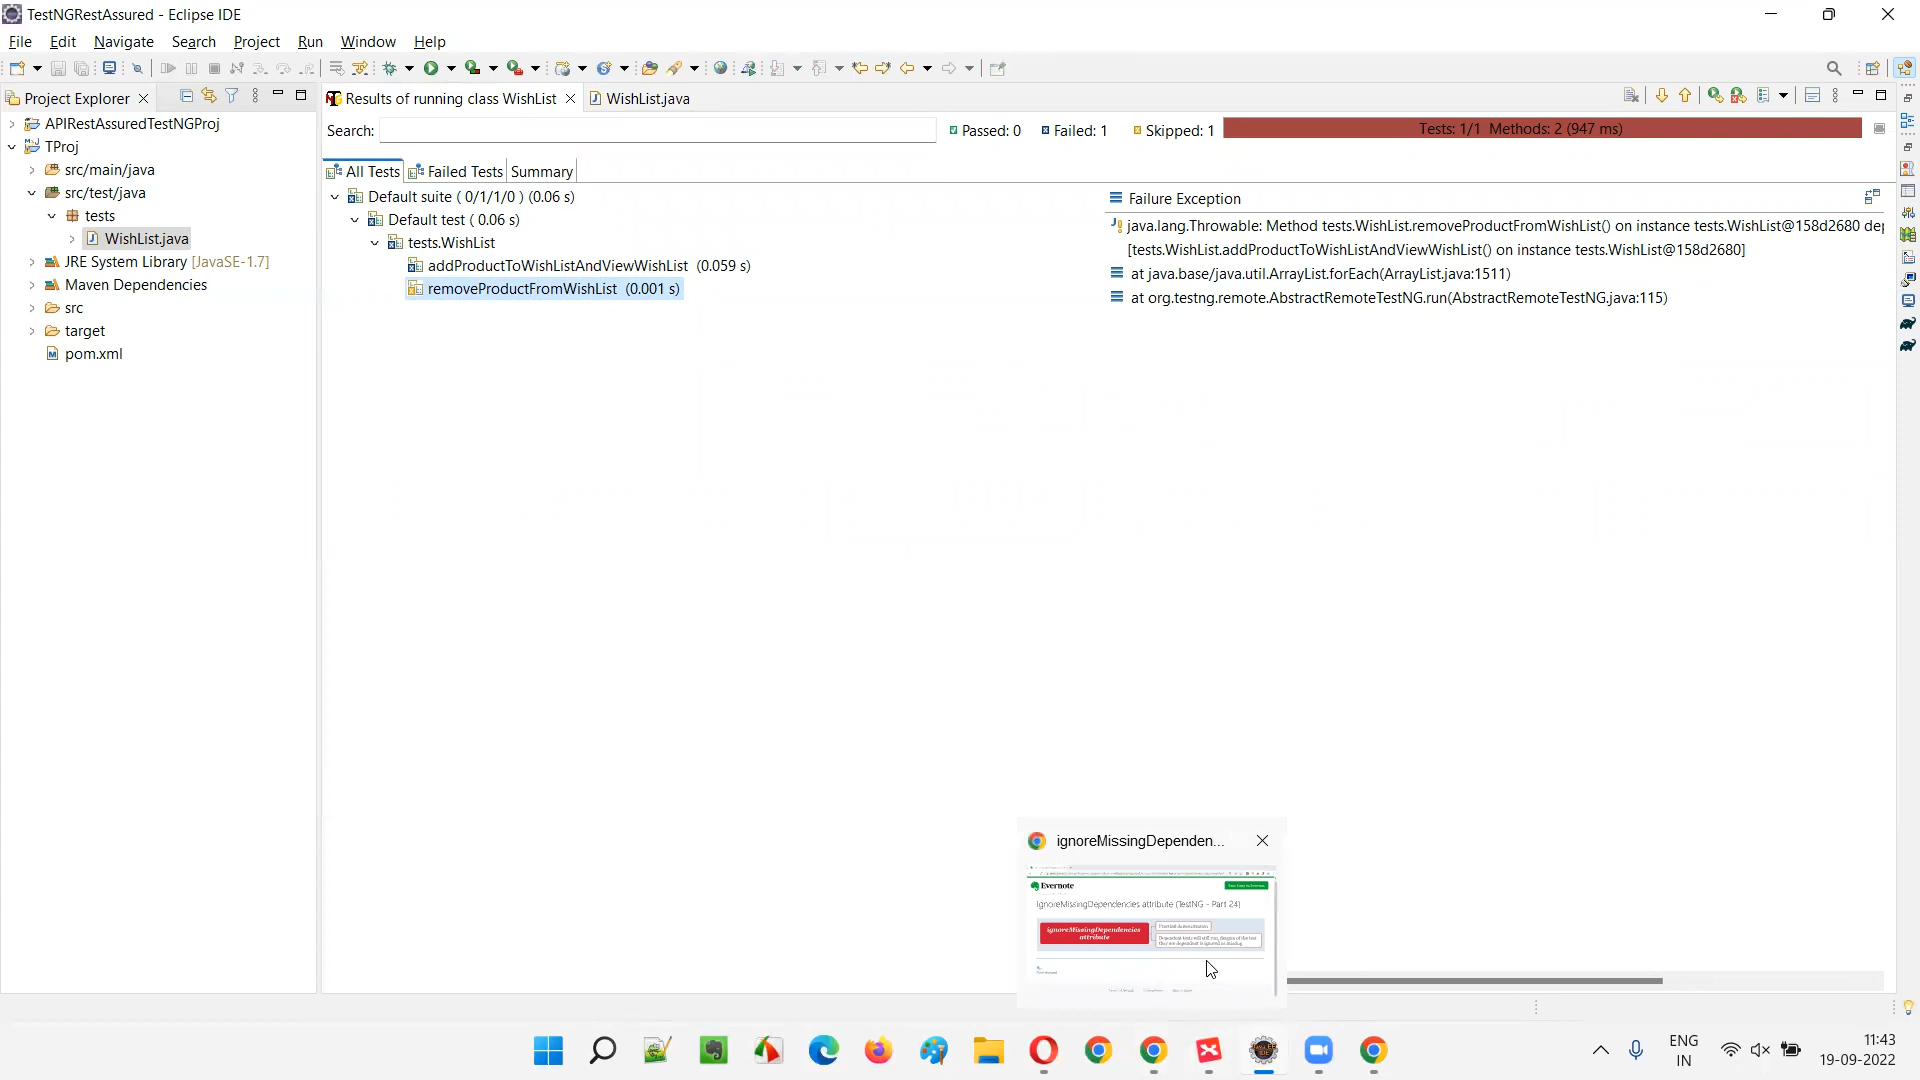 TestNGRestAssured - Eclipse IDE
File Edit Navigate Search Project Run Window Help
Project Explorer
Results of running class WishList
WishList.java
APIRestAssuredTestNGProj
TProj
src/main/java
src/test/java
tests
WishList.java
JRE System Library [JavaSE-1.7]
Maven Dependencies
src
target
pom.xml
Search:
Passed: 0 Failed: 1 Skipped: 1
Tests: 1/1 Methods: 2 (947 ms)
All Tests Failed Tests Summary
Default suite ( 0/1/1/0 ) (0.06 s)
Default test ( 0.06 s)
tests.WishList
addProductToWishListAndViewWishList (0.059 s)
removeProductFromWishList (0.001 s)
Failure Exception
java.lang.Throwable: Method tests.WishList.removeProductFromWishList() on instance tests.WishList@158d2680 dep
[tests.WishList.addProductToWishListAndViewWishList() on instance tests.WishList@158d2680]
at java.base/java.util.ArrayList.forEach(ArrayList.java:1511)
at org.testng.remote.AbstractRemoteTestNG.run(AbstractRemoteTestNG.java:115)
ignoreMissingDependen...
Evernote
IgnoreMissingDependencies attribute (TestNG - Part 24)
ignoreMissingDependencies
attribute
Practical demonstration
ENG
IN
11:43
19-09-2022